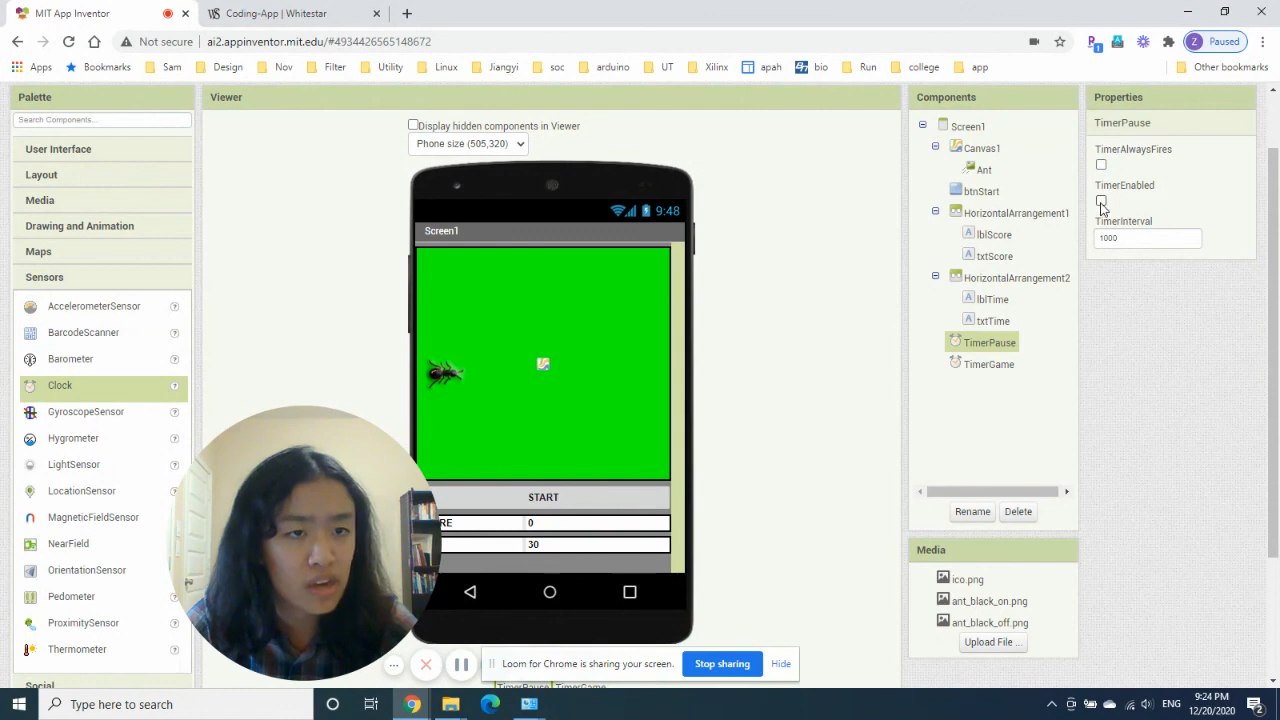 MIT App Inventor
Coding-App | Whitestar
Not secure
ai2.appinventor.mit.edu/#4934426565148672
Z Paused
Apps
Bookmarks
Sam
Design
Nov
Filter
Utility
Linux
Jiangyi
soc
arduino
UT
Xilinx
apah
bio
Run
college
app
Other bookmarks
Palette
Viewer
Components
Properties
Search Components...
User Interface
Layout
Media
Drawing and Animation
Maps
Sensors
AccelerometerSensor
BarcodeScanner
Barometer
Clock
GyroscopeSensor
Hygrometer
LightSensor
LocationSensor
MagneticFieldSensor
NearField
OrientationSensor
Pedometer
ProximitySensor
Thermometer
Social
Display hidden components in Viewer
Phone size (505,320)
9:48
Screen1
START
RE 0
30
TimerPause TimerGame
Screen1
Canvas1
Ant
btnStart
HorizontalArrangement1
lblScore
txtScore
HorizontalArrangement2
lblTime
txtTime
TimerPause
TimerGame
Rename
Delete
Media
ico.png
ant_black_on.png
ant_black_off.png
Upload File ...
TimerPause
TimerAlwaysFires
TimerEnabled
TimerInterval
1000
Loom for Chrome is sharing your screen.
Stop sharing
Hide
Type here to search
ENG
9:24 PM
12/20/2020
2